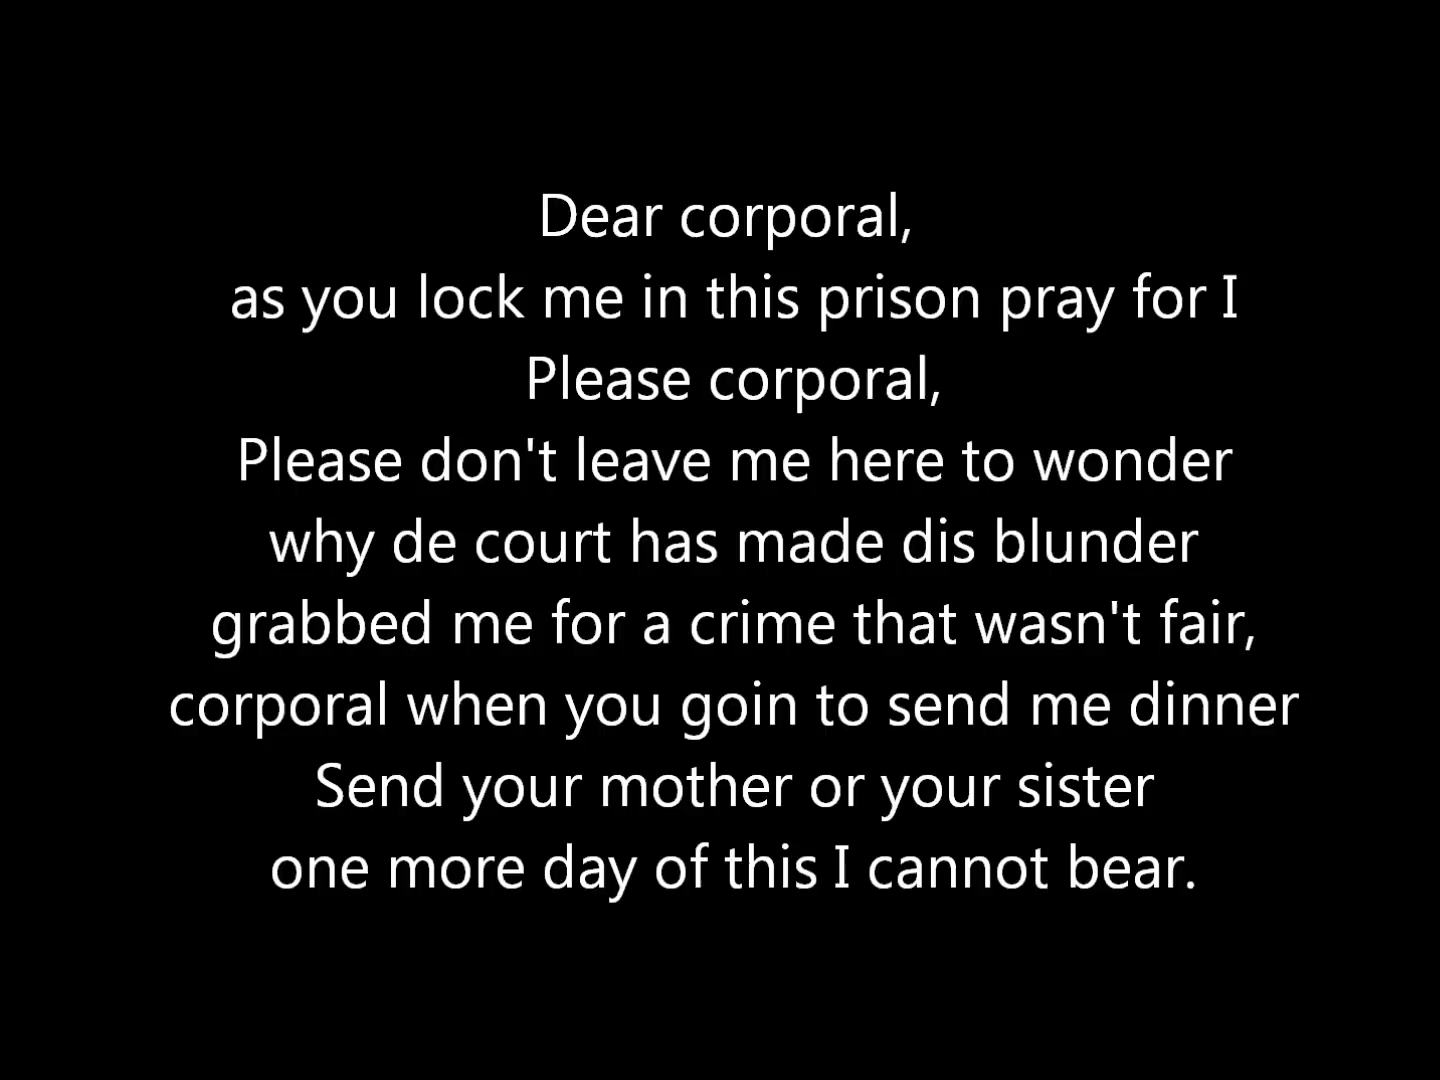 Dear corporal,
as you lock me in this prison pray for I
Please corporal,
Please don't leave me here to wonder
why de court has made dis blunder
grabbed me for a crime that wasn't fair,
corporal when you goin to send me dinner
Send your mother or your sister
one more day of this I cannot bear.